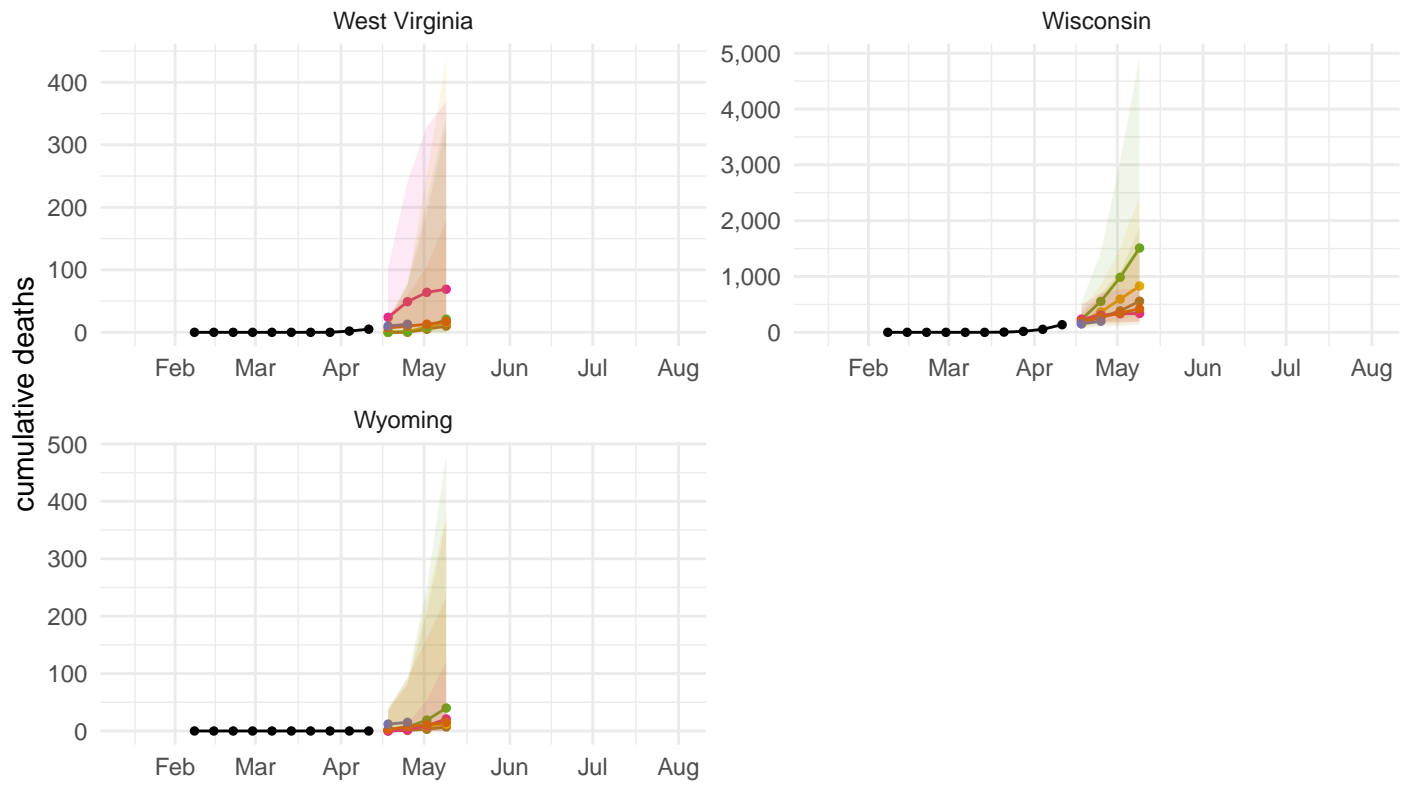 West Virginia
400
300
200
100
0
Feb Mar Apr May Jun Jul Aug
Wisconsin
5,000
4,000
3,000
2,000
1,000
0
Feb Mar Apr May Jun Jul Aug
Wyoming
500
400
300
200
100
0
Feb Mar Apr May Jun Jul Aug
cumulative deaths